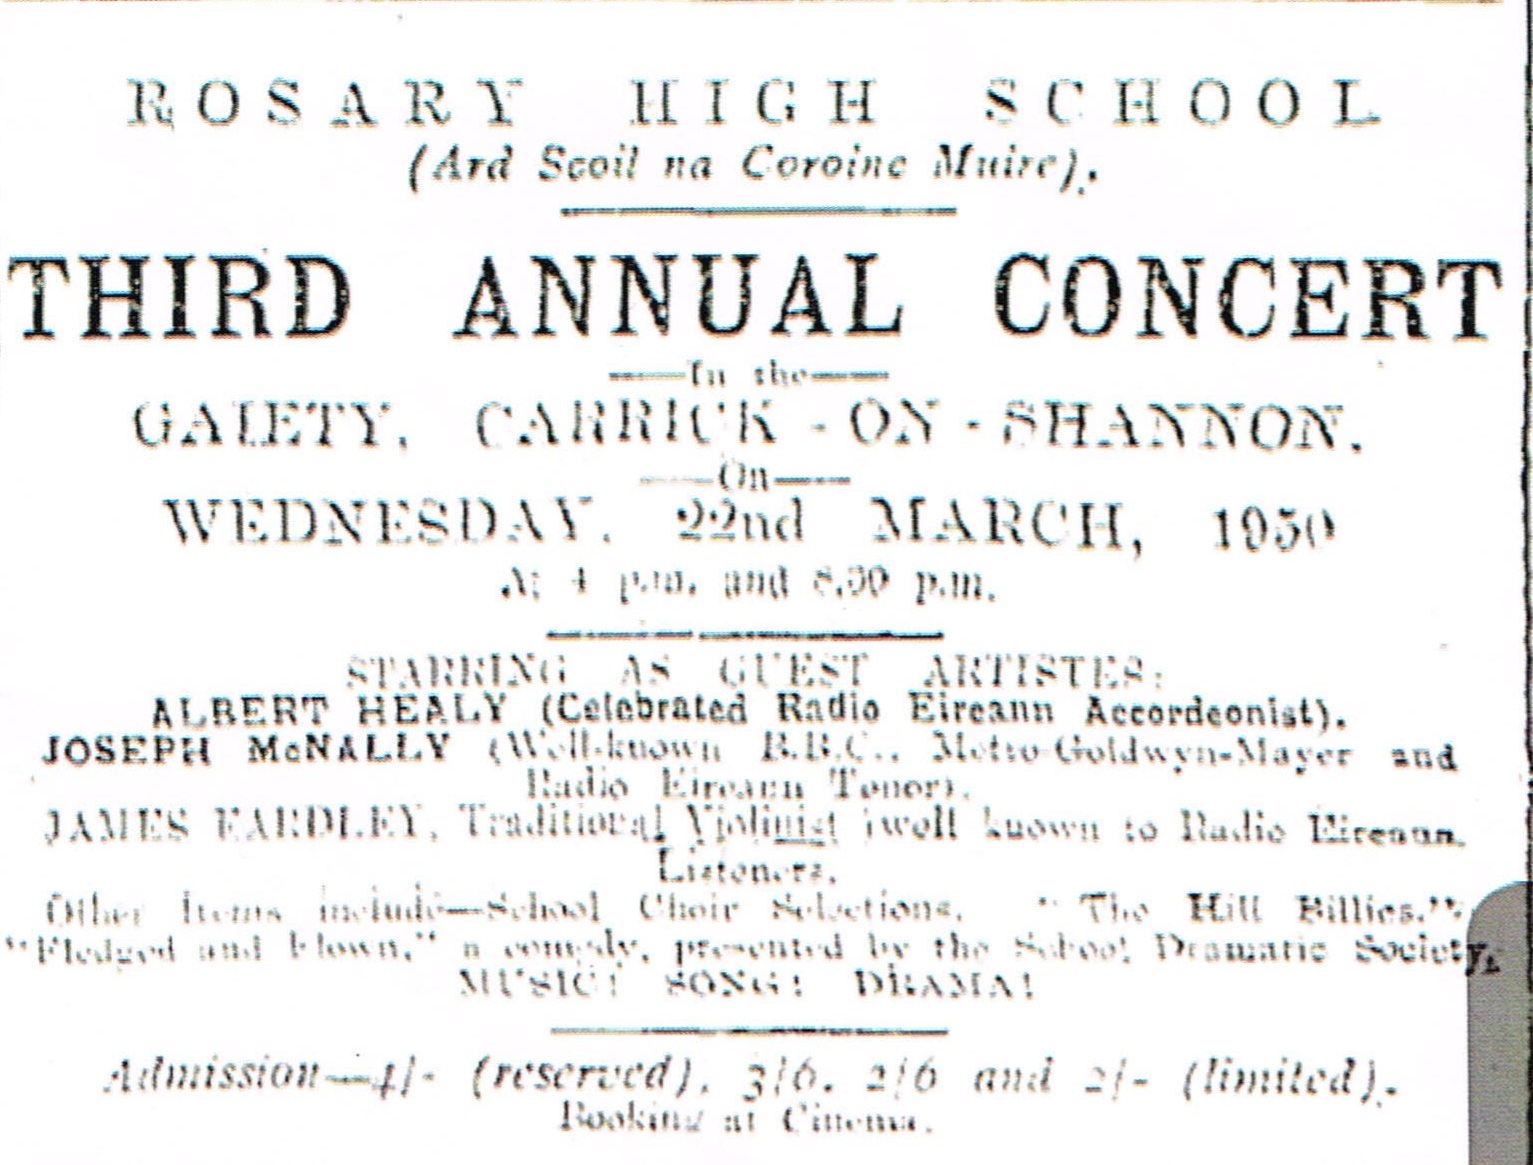 ROSARY HIGH SCHOOL
(Ard Scoil na Coroine Muire).
THIRD ANNUAL CONCERT
—In the—
GAIETY, CARRICK-ON-SHANNON.
—On—
WEDNESDAY, 22nd MARCH, 1950
At 4 p.m. and p.m.
STARRING AS GUEST ARTISTES:
ALBERT HEALY (Celebrated Radio Eireann Accordeonist).
JOSEPH McNALLY (Well-known B.B.C., Metro-Goldwyn-Mayer and
Radio Eireann Tenor).
JAMES EARDLEY, Traditional Violinist (well known to Radio Eireann
Listeners.
Other Items include—School Choir Selections. "The Hill Billies."
"Fledged and Flown," a comedy, presented by the School Dramatic Society.
MUSIC! SONG! DRAMA!
Admission—4/- (reserved), 3/6, 2/6 and 2/- (limited).
Booking at Cinema.